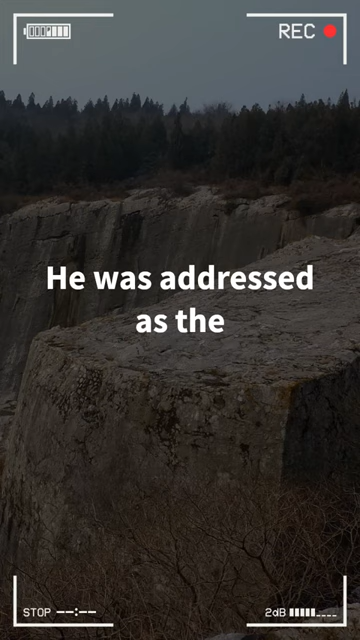 REC
He was addressed
as the
STOP --:--
2dB